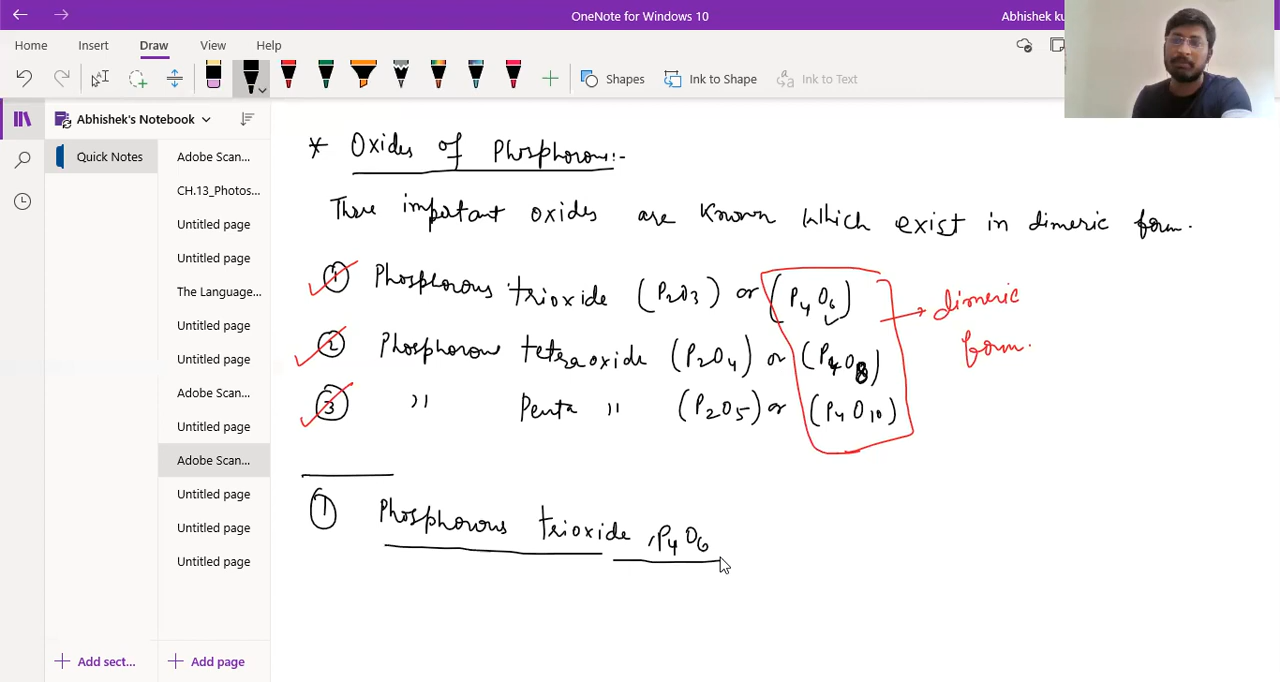 OneNote for Windows 10
Abhishek ku
Home Insert Draw View Help
Shapes Ink to Shape Ink to Text
Abhishek's Notebook
Quick Notes
Adobe Scan...
CH.13_Photos...
Untitled page
Untitled page
The Language...
Untitled page
Untitled page
Adobe Scan...
Untitled page
Adobe Scan...
Untitled page
Untitled page
Untitled page
+ Add sect...
+ Add page
* Oxides of Phosphorous:-
Three important oxides are known which exist in dimeric form.
① Phosphorous trioxide (P2O3) or (P4O6)
② Phosphorous tetraoxide (P2O4) or (P4O8)
③ " Penta " (P2O5) or (P4O10)
→ dimeric
form.
① Phosphorous trioxide, P4O6